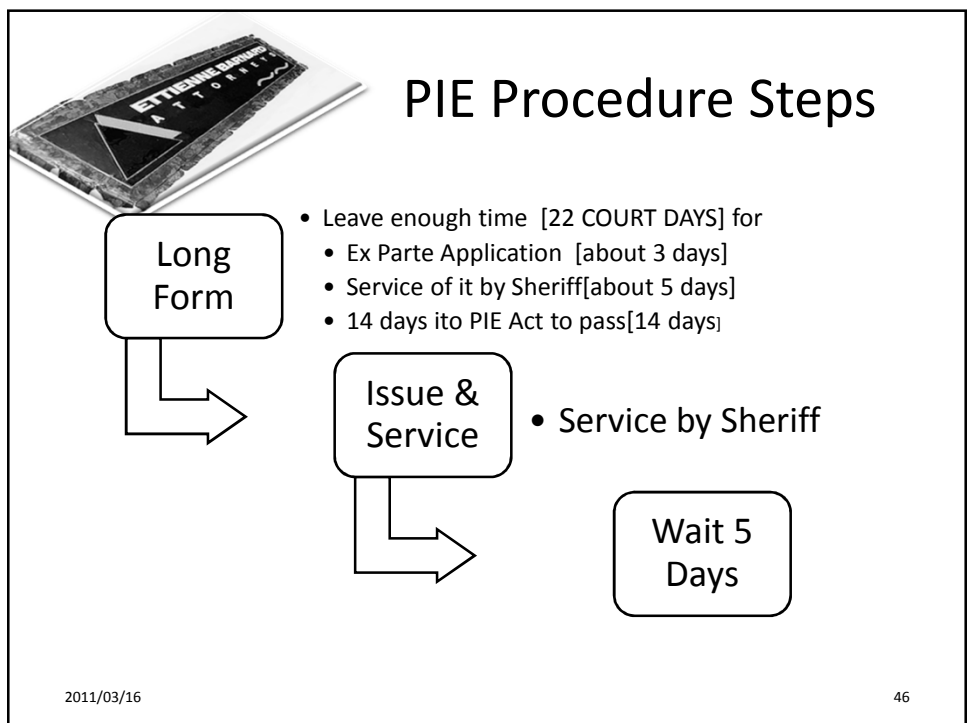 ETTIENNE BARNARD
ATTORNEYS
PIE Procedure Steps
Long
Form
• Leave enough time [22 COURT DAYS] for
• Ex Parte Application [about 3 days]
• Service of it by Sheriff[about 5 days]
• 14 days ito PIE Act to pass[14 days]
Issue &
Service
• Service by Sheriff
Wait 5
Days
2011/03/16
46